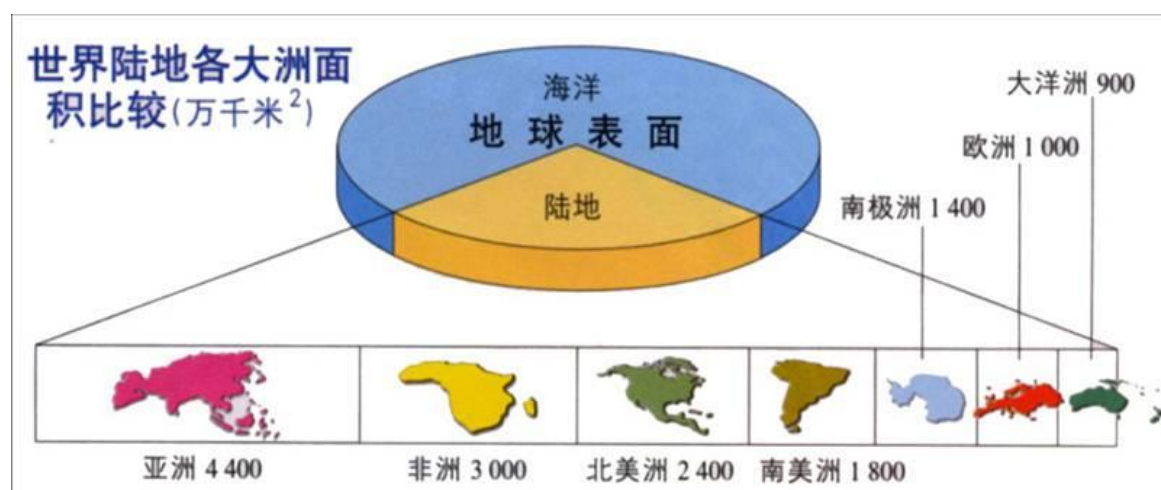 世界陆地各大洲面
积比较(万千米²)
海洋
地球表面
陆地
大洋洲 900
欧洲 1 000
南极洲 1 400
亚洲 4 400
非洲 3 000
北美洲 2 400
南美洲 1 800